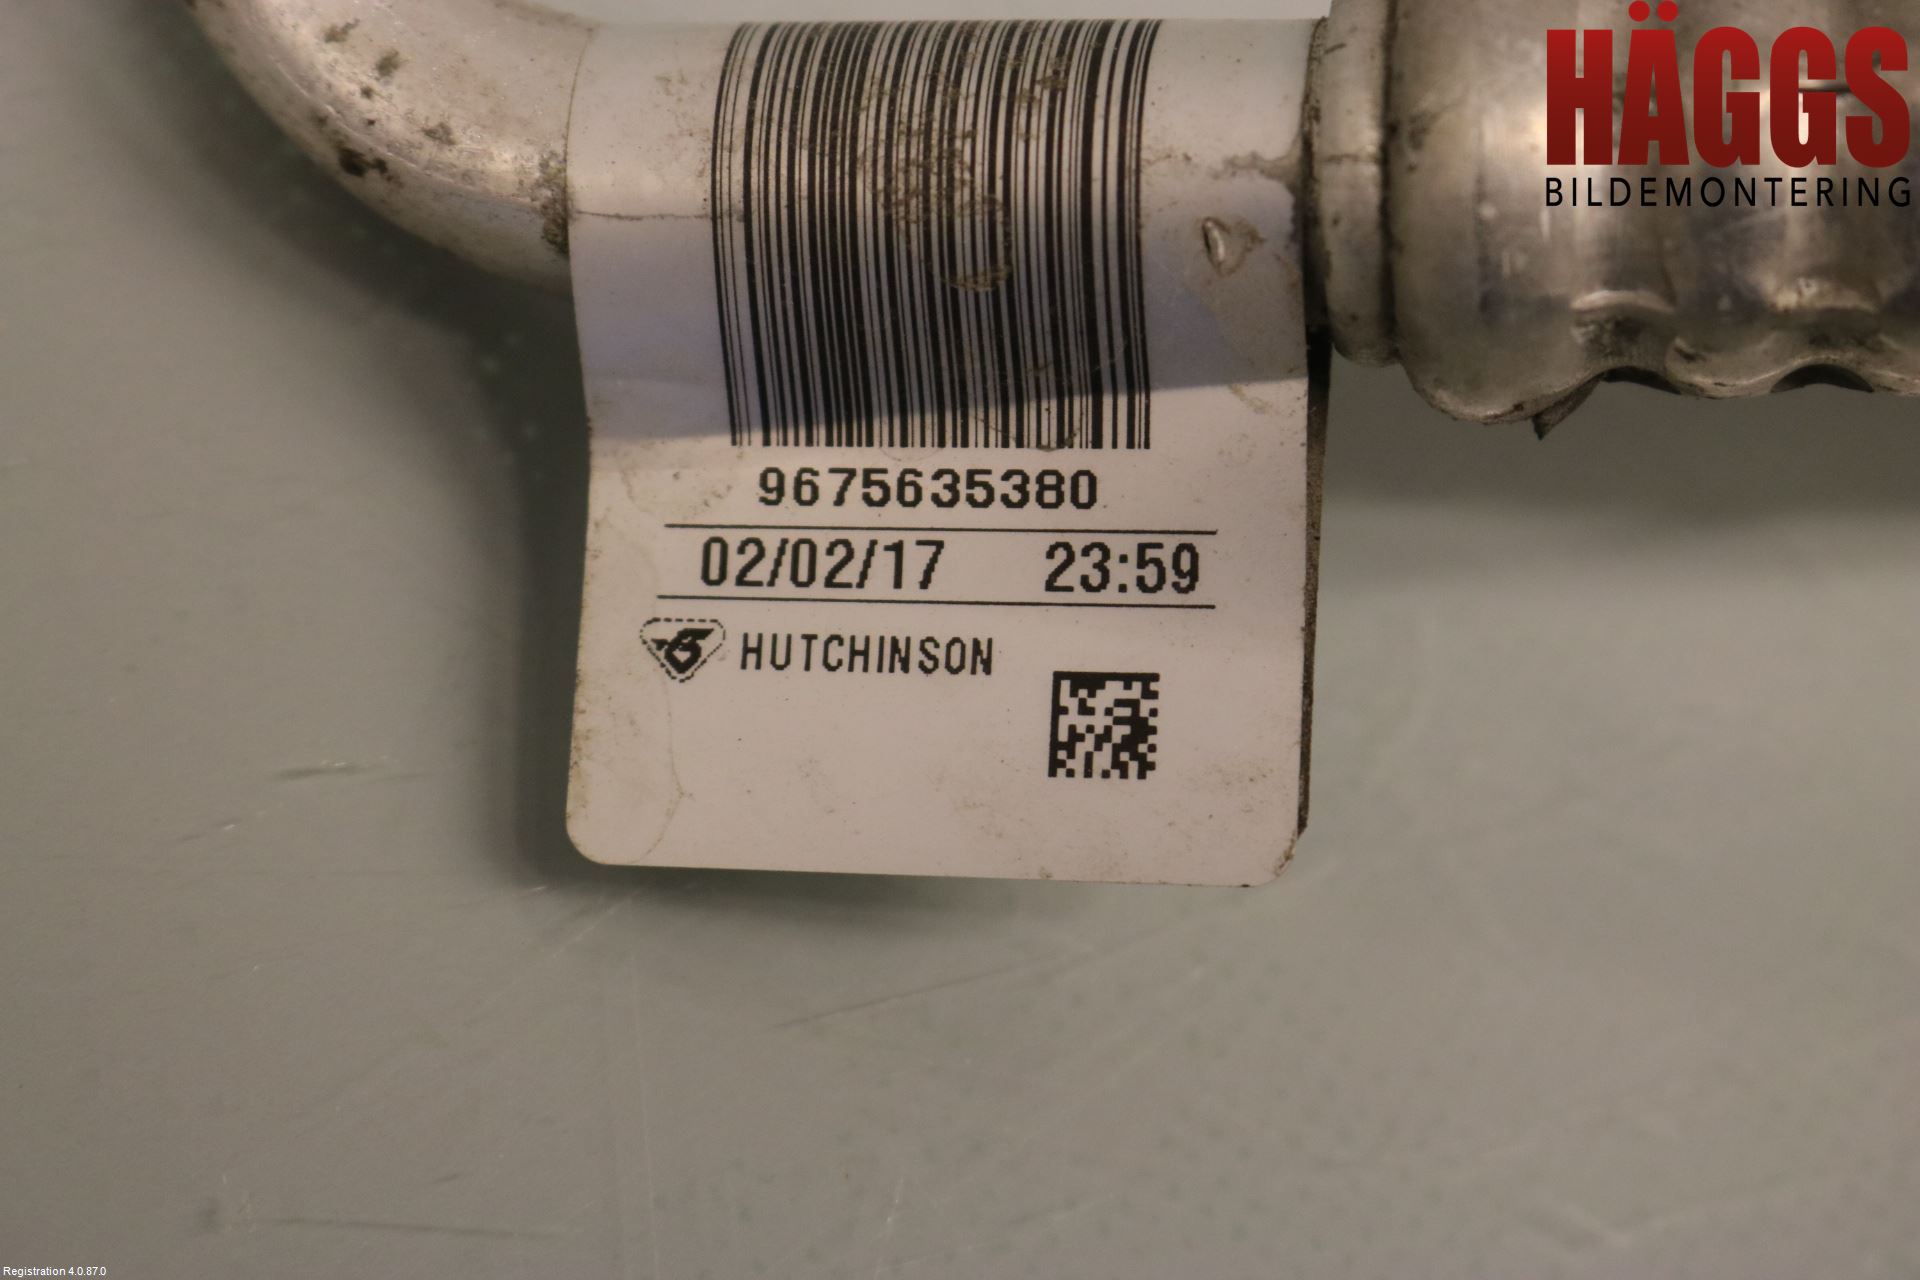 HÄGGS
BILDEMONTERING
9675635380
02/02/17 23:59
HUTCHINSON
Registration 4.0.87.0